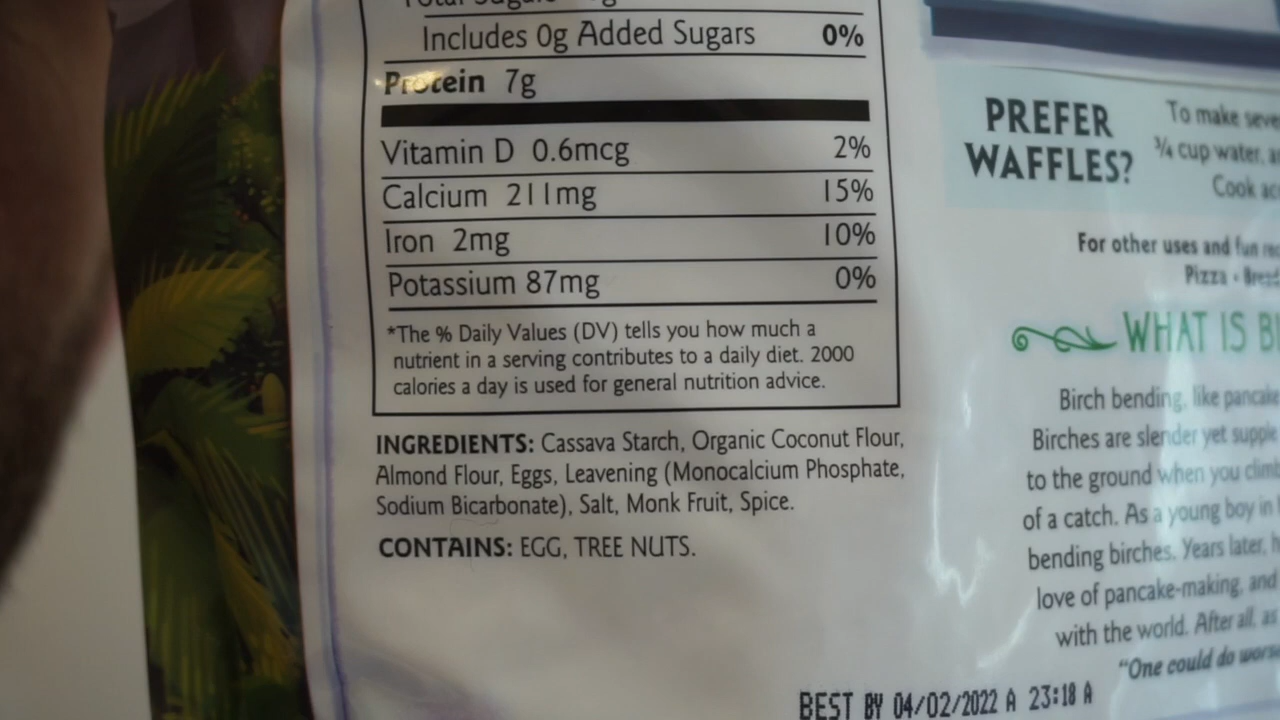 Total Sugars
Includes 0g Added Sugars 0%
Protein 7g
Vitamin D 0.6mcg 2%
Calcium 211mg 15%
Iron 2mg 10%
Potassium 87mg 0%
*The % Daily Values (DV) tells you how much a
nutrient in a serving contributes to a daily diet. 2000
calories a day is used for general nutrition advice.
INGREDIENTS: Cassava Starch, Organic Coconut Flour,
Almond Flour, Eggs, Leavening (Monocalcium Phosphate,
Sodium Bicarbonate), Salt, Monk Fruit, Spice.
CONTAINS: EGG, TREE NUTS.
PREFER
WAFFLES?
To make
¾ cup water,
Cook
For other uses and fun
Pizza •
WHAT IS
Birch bending, like
Birches are slender yet supple
to the ground when you climb
of a catch. As a young boy in
bending birches. Years later,
love of pancake-making, and
with the world. After all, as
"One could do
BEST BY 04/02/2022 A 23:18 A